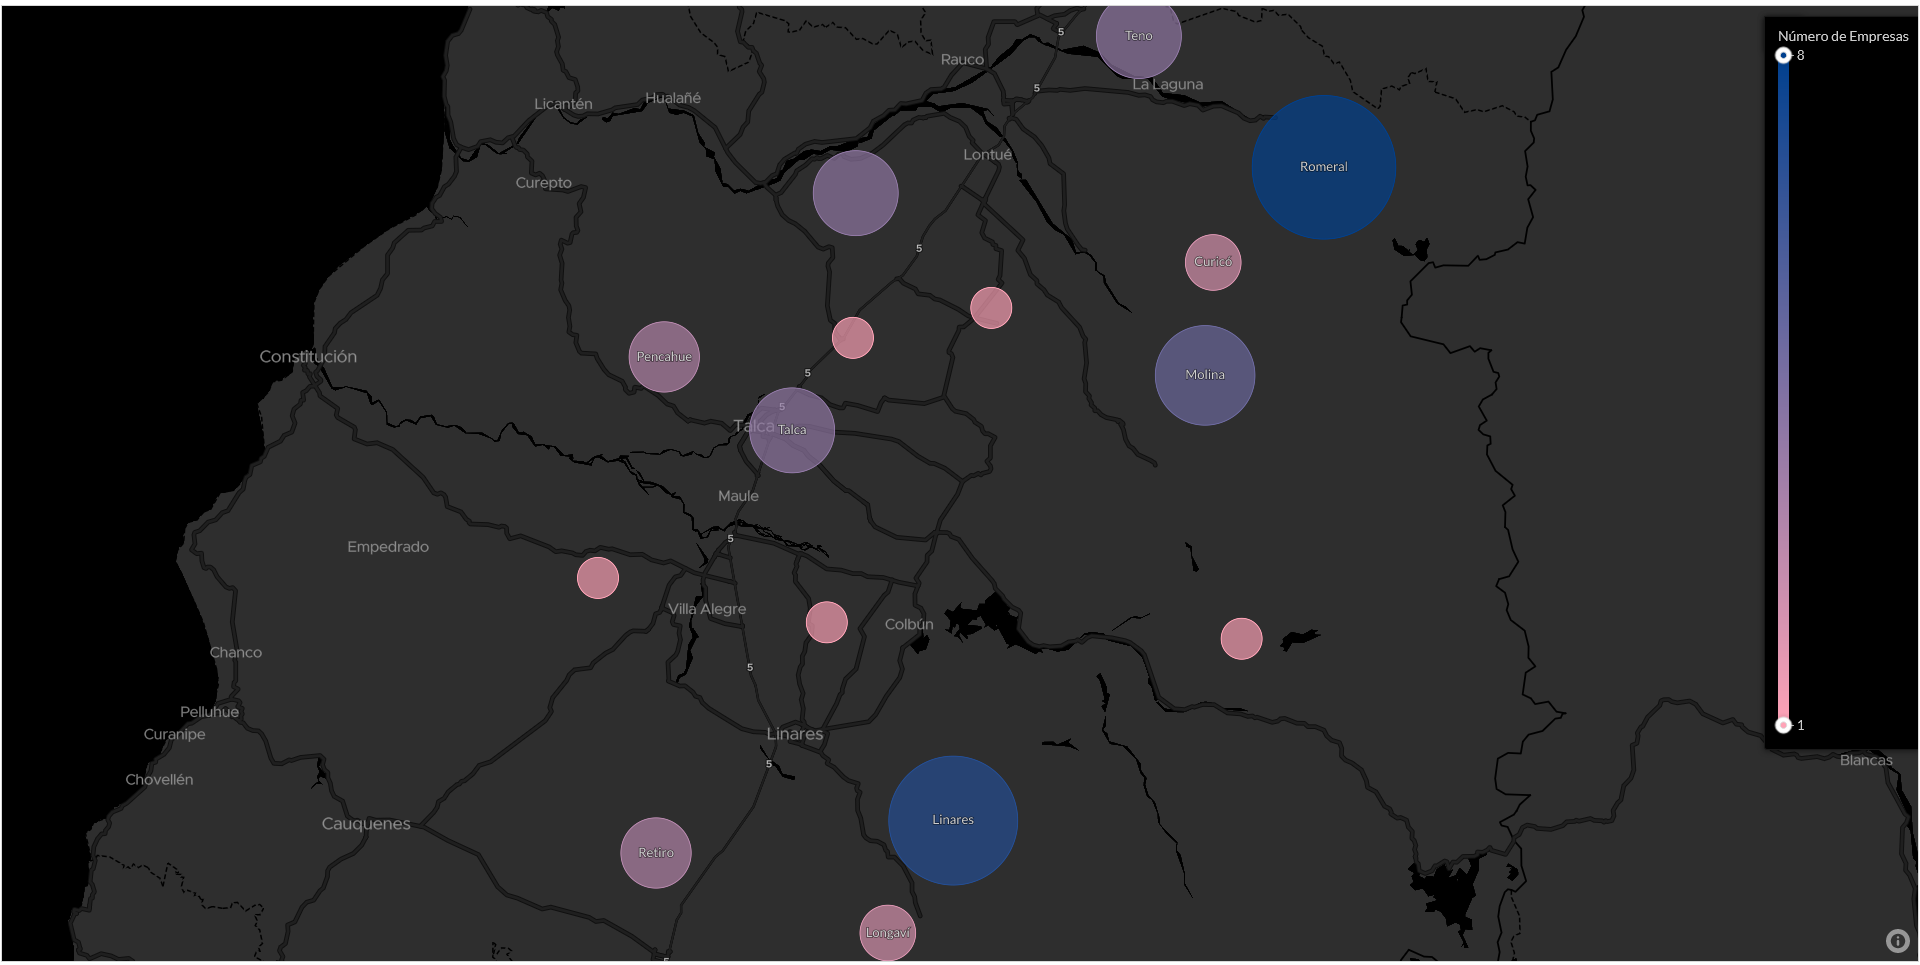 Teno
5
Número de Empresas
8
Rauco
La Laguna
5
Hualañé
Licantén
Lontué
Romeral
Curepto
5
Curicó
Constitución
Pencahue
5
Molina
5
Talca
Talca
Maule
5
Empedrado
Villa Alegre
Colbún
Chanco
5
Pelluhue
1
Curanipe
Linares
Blancas
5
Chovellén
Linares
Cauquenes
Retiro
Longaví
5